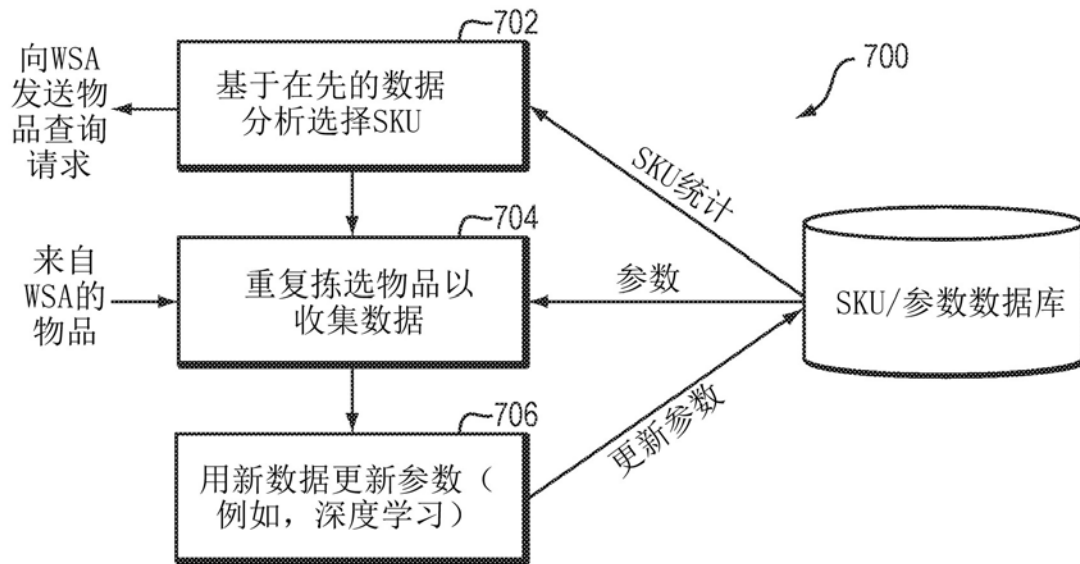 702
向WSA
发送物
品查询
请求
基于在先的数据
分析选择SKU
700
SKU统计
704
来自
WSA的
物品
重复拣选物品以
收集数据
参数
SKU/参数数据库
706
用新数据更新参数（
例如，深度学习）
更新参数